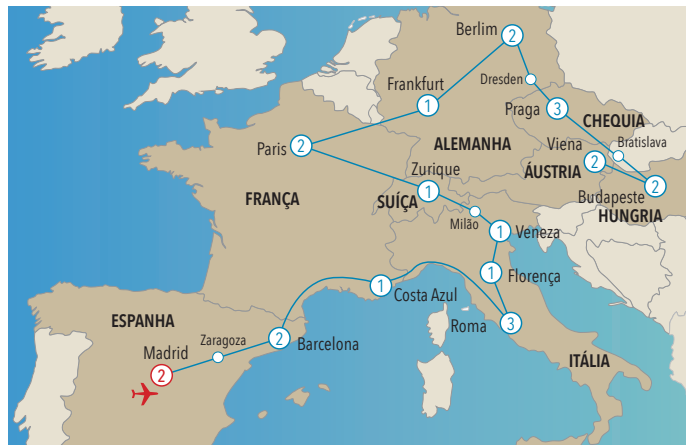 Berlim
2
Dresden
Frankfurt
1
Praga
3
CHEQUIA
Paris
2
ALEMANHA
Viena
2
Bratislava
Zurique
1
ÁUSTRIA
Budapeste
2
FRANÇA
SUÍÇA
HUNGRIA
Milão
1
Veneza
1
Florença
1
Costa Azul
ESPANHA
Zaragoza
2
Barcelona
Roma
3
Madrid
2
ITÁLIA